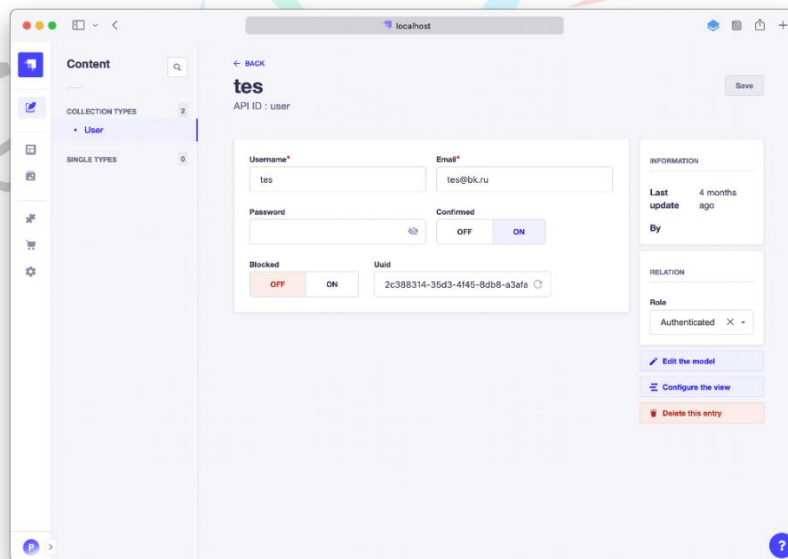 localhost
Content
COLLECTION TYPES 2
User
SINGLE TYPES 0
← BACK
tes
API ID : user
Save
Username*
tes
Email*
tes@bk.ru
Password
Confirmed
OFF ON
Blocked
OFF ON
Uuid
2c388314-35d3-4f45-8db8-a3afa
INFORMATION
Last update 4 months ago
By
RELATION
Role
Authenticated
Edit the model
Configure the view
Delete this entry
P
?